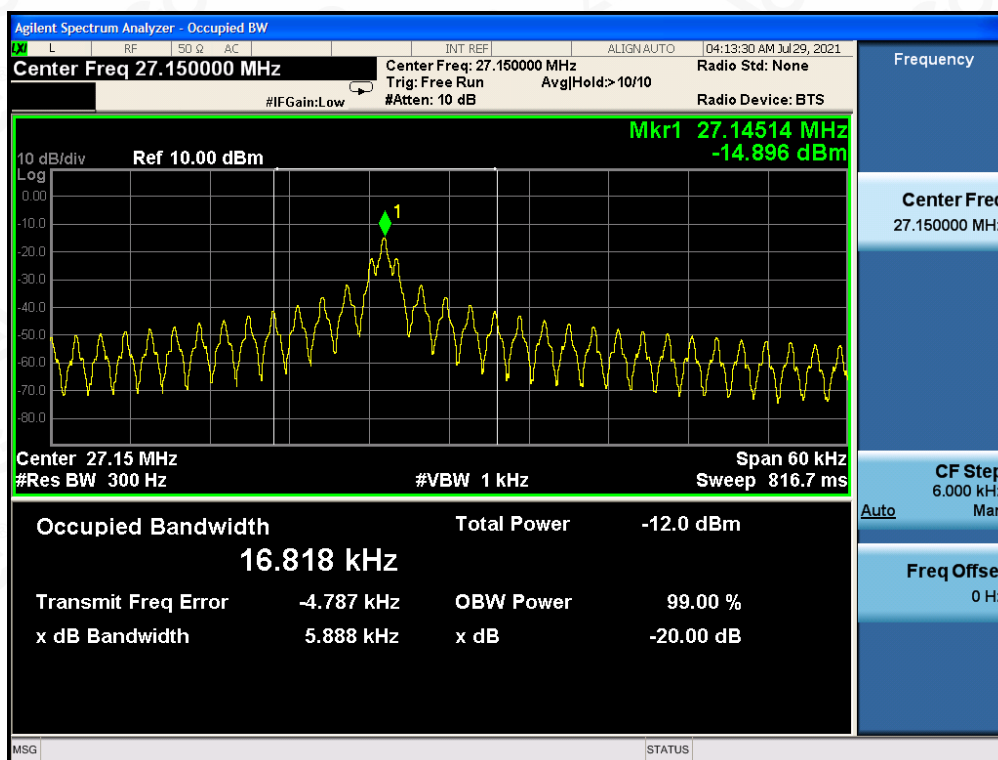 Agilent Spectrum Analyzer - Occupied BW
LXI L RF 50 Ω AC INT REF ALIGN AUTO 04:13:30 AM Jul 29, 2021
Center Freq 27.150000 MHz
Center Freq: 27.150000 MHz
Radio Std: None
Trig: Free Run Avg|Hold:>10/10
#IFGain:Low
#Atten: 10 dB
Radio Device: BTS
Mkr1 27.14514 MHz
-14.896 dBm
10 dB/div Ref 10.00 dBm
Log
0.00
-10.0
-20.0
-30.0
-40.0
-50.0
-60.0
-70.0
-80.0
1
Center 27.15 MHz Span 60 kHz
#Res BW 300 Hz #VBW 1 kHz Sweep 816.7 ms
Occupied Bandwidth
16.818 kHz
Total Power -12.0 dBm
Transmit Freq Error -4.787 kHz OBW Power 99.00 %
x dB Bandwidth 5.888 kHz x dB -20.00 dB
Frequency
Center Freq
27.150000 MHz
CF Step
6.000 kHz
Auto Man
Freq Offset
0 Hz
MSG STATUS